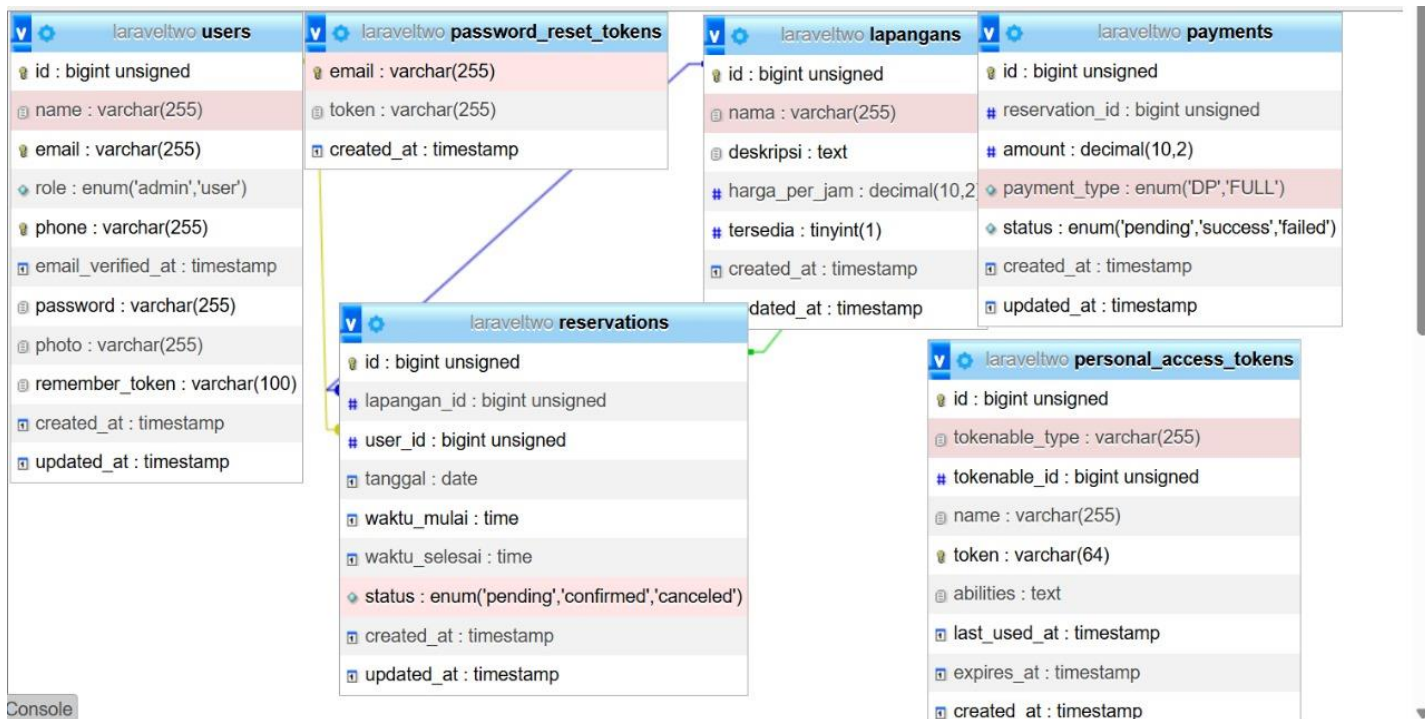 laraveltwo users
id : bigint unsigned
name : varchar(255)
email : varchar(255)
role : enum('admin','user')
phone : varchar(255)
email_verified_at : timestamp
password : varchar(255)
photo : varchar(255)
remember_token : varchar(100)
created_at : timestamp
updated_at : timestamp
laraveltwo password_reset_tokens
email : varchar(255)
token : varchar(255)
created_at : timestamp
laraveltwo lapangans
id : bigint unsigned
nama : varchar(255)
deskripsi : text
harga_per_jam : decimal(10,2
tersedia : tinyint(1)
created_at : timestamp
dated_at : timestamp
laraveltwo payments
id : bigint unsigned
reservation_id : bigint unsigned
amount : decimal(10,2)
payment_type : enum('DP','FULL')
status : enum('pending','success','failed')
created_at : timestamp
updated_at : timestamp
laraveltwo reservations
id : bigint unsigned
lapangan_id : bigint unsigned
user_id : bigint unsigned
tanggal : date
waktu_mulai : time
waktu_selesai : time
status : enum('pending','confirmed','canceled')
created_at : timestamp
updated_at : timestamp
laraveltwo personal_access_tokens
id : bigint unsigned
tokenable_type : varchar(255)
tokenable_id : bigint unsigned
name : varchar(255)
token : varchar(64)
abilities : text
last_used_at : timestamp
expires_at : timestamp
created_at : timestamp
Console